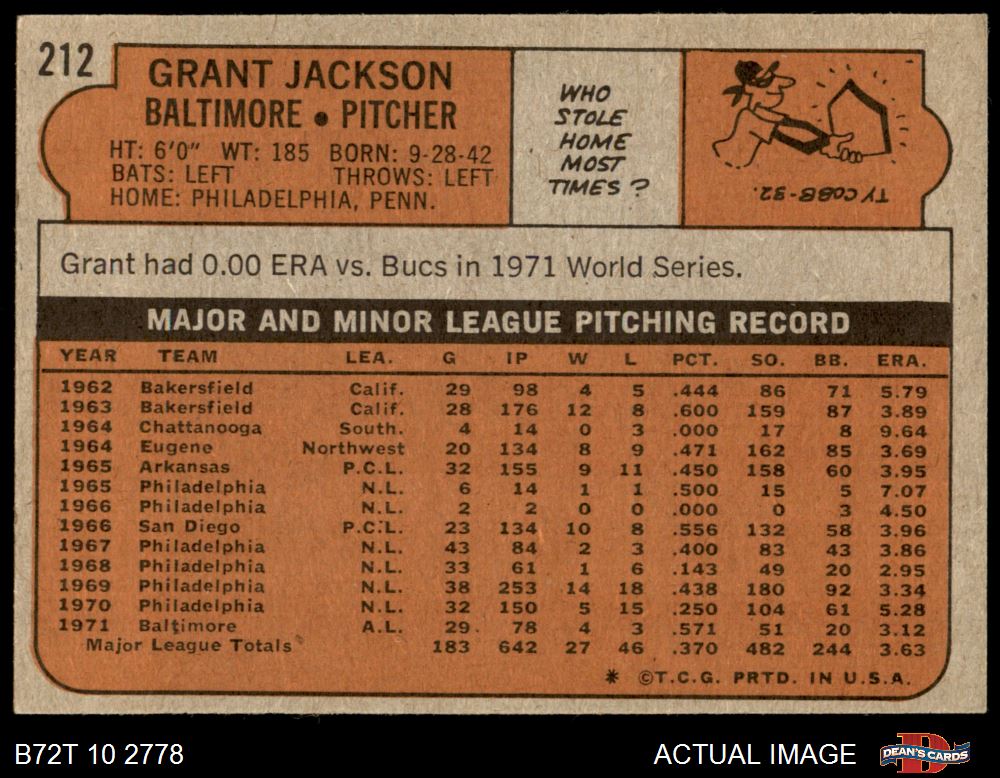 212
GRANT JACKSON
BALTIMORE • PITCHER
HT: 6'0" WT: 185 BORN: 9-28-42
BATS: LEFT THROWS: LEFT
HOME: PHILADELPHIA, PENN.
WHO
STOLE
HOME
MOST
TIMES?
TY COBB-32.
Grant had 0.00 ERA vs. Bucs in 1971 World Series.
MAJOR AND MINOR LEAGUE PITCHING RECORD
YEAR TEAM LEA. G IP W L PCT. SO. BB. ERA.
1962 Bakersfield Calif. 29 98 4 5 .444 86 71 5.79
1963 Bakersfield Calif. 28 176 12 8 .600 159 87 3.89
1964 Chattanooga South. 4 14 0 3 .000 17 8 9.64
1964 Eugene Northwest 20 134 8 9 .471 162 85 3.69
1965 Arkansas P.C.L. 32 155 9 11 .450 158 60 3.95
1965 Philadelphia N.L. 6 14 1 1 .500 15 5 7.07
1966 Philadelphia N.L. 2 2 0 0 .000 0 3 4.50
1966 San Diego P.C.L. 23 134 10 8 .556 132 58 3.96
1967 Philadelphia N.L. 43 84 2 3 .400 83 43 3.86
1968 Philadelphia N.L. 33 61 1 6 .143 49 20 2.95
1969 Philadelphia N.L. 38 253 14 18 .438 180 92 3.34
1970 Philadelphia N.L. 32 150 5 15 .250 104 61 5.28
1971 Baltimore A.L. 29 78 4 3 .571 51 20 3.12
Major League Totals 183 642 27 46 .370 482 244 3.63
* ©T.C.G. PRTD. IN U.S.A.
B72T 10 2778 ACTUAL IMAGE DEAN'S CARDS